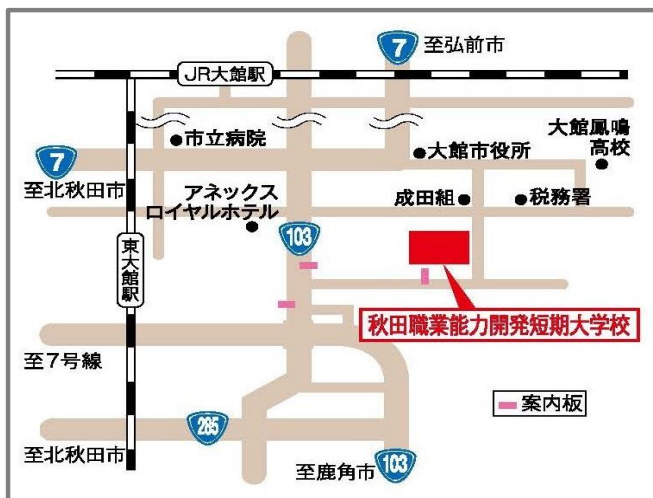 7
至弘前市
JR大館駅
市立病院
大館市役所
大館鳳鳴
高校
7
至北秋田市
アネックス
ロイヤルホテル
成田組
税務署
103
東大館駅
秋田職業能力開発短期大学校
至7号線
案内板
285
至北秋田市
至鹿角市
103